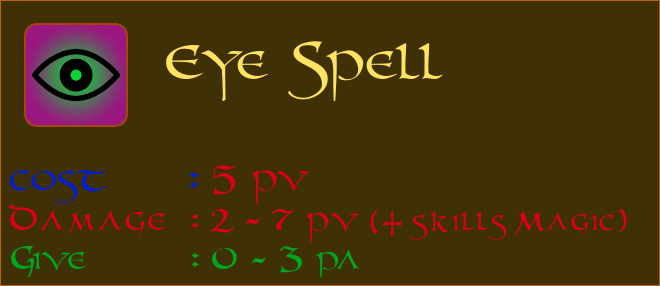 Eye Spell
cost : 5 pv
Damage : 2 - 7 pv (+ skills magic)
Give : 0 - 3 pa